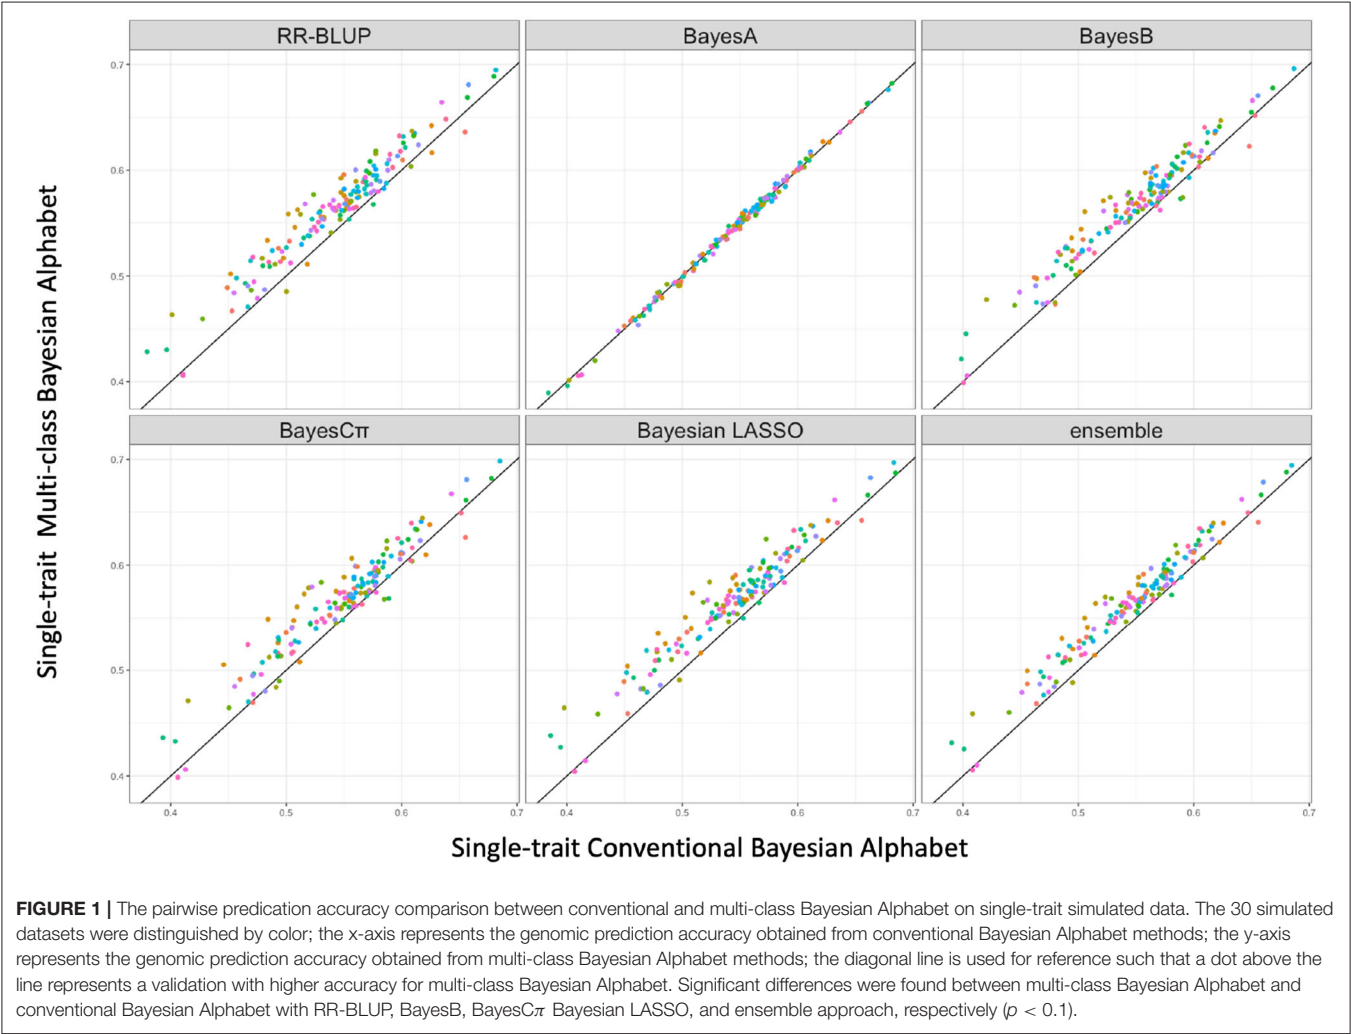 RR-BLUP
BayesA
BayesB
0.7
0.6
0.5
0.4
BayesCπ
Bayesian LASSO
ensemble
0.7
0.6
0.5
0.4
0.4 0.5 0.6 0.7
0.4 0.5 0.6 0.7
0.4 0.5 0.6 0.7
Single-trait Multi-class Bayesian Alphabet
Single-trait Conventional Bayesian Alphabet
FIGURE 1 | The pairwise predication accuracy comparison between conventional and multi-class Bayesian Alphabet on single-trait simulated data. The 30 simulated
datasets were distinguished by color; the x-axis represents the genomic prediction accuracy obtained from conventional Bayesian Alphabet methods; the y-axis
represents the genomic prediction accuracy obtained from multi-class Bayesian Alphabet methods; the diagonal line is used for reference such that a dot above the
line represents a validation with higher accuracy for multi-class Bayesian Alphabet. Significant differences were found between multi-class Bayesian Alphabet and
conventional Bayesian Alphabet with RR-BLUP, BayesB, BayesCπ Bayesian LASSO, and ensemble approach, respectively (p < 0.1).